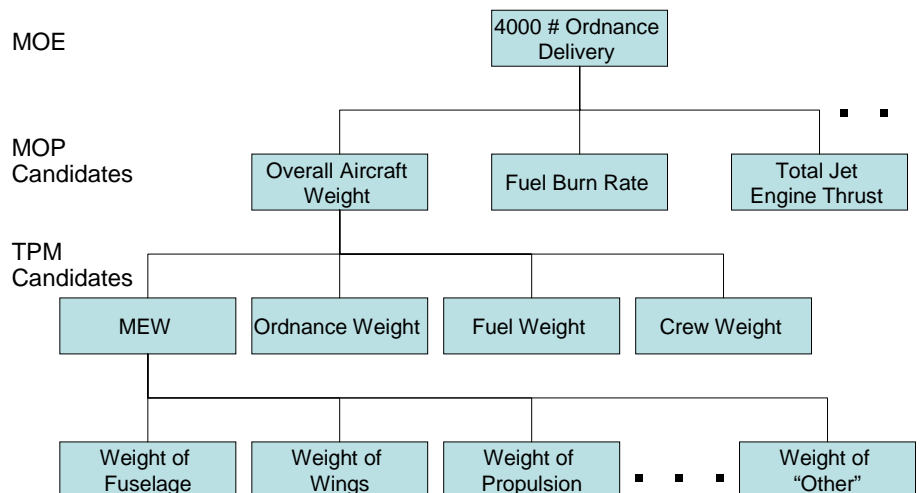 MOE
4000 # Ordnance
Delivery
MOP
Candidates
Overall Aircraft
Weight
Fuel Burn Rate
Total Jet
Engine Thrust
TPM
Candidates
MEW
Ordnance Weight
Fuel Weight
Crew Weight
Weight of
Fuselage
Weight of
Wings
Weight of
Propulsion
Weight of
“Other”